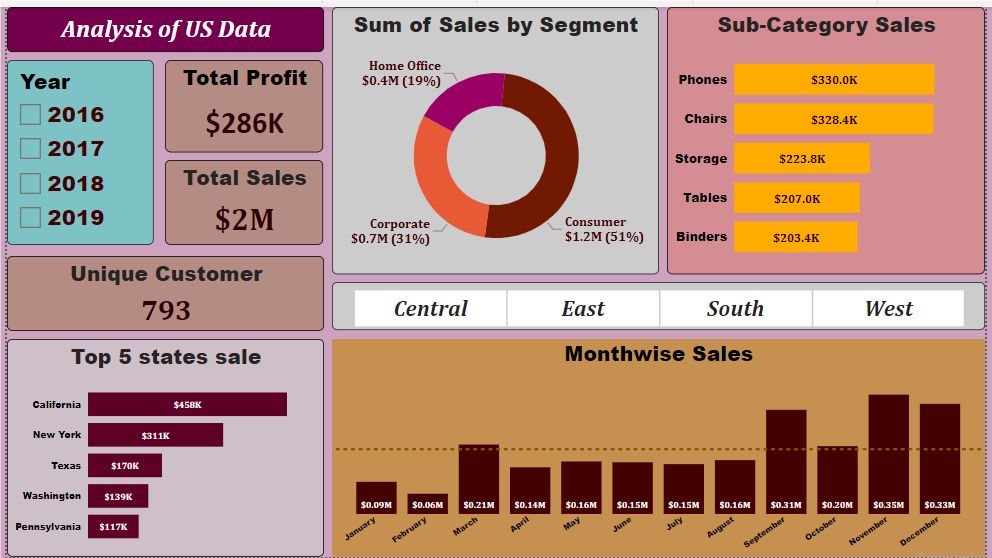 Analysis of US Data
Year
2016
2017
2018
2019
Total Profit
$286K
Total Sales
$2M
Unique Customer
793
Sum of Sales by Segment
Home Office
$0.4M (19%)
Corporate
$0.7M (31%)
Consumer
$1.2M (51%)
Sub-Category Sales
Phones $330.0K
Chairs $328.4K
Storage $223.8K
Tables $207.0K
Binders $203.4K
Central East South West
Top 5 states sale
California $458K
New York $311K
Texas $170K
Washington $139K
Pennsylvania $117K
Monthwise Sales
$0.09M $0.06M $0.21M $0.14M $0.16M $0.15M $0.15M $0.16M $0.31M $0.20M $0.35M $0.33M
January February March April May June July August September October November December